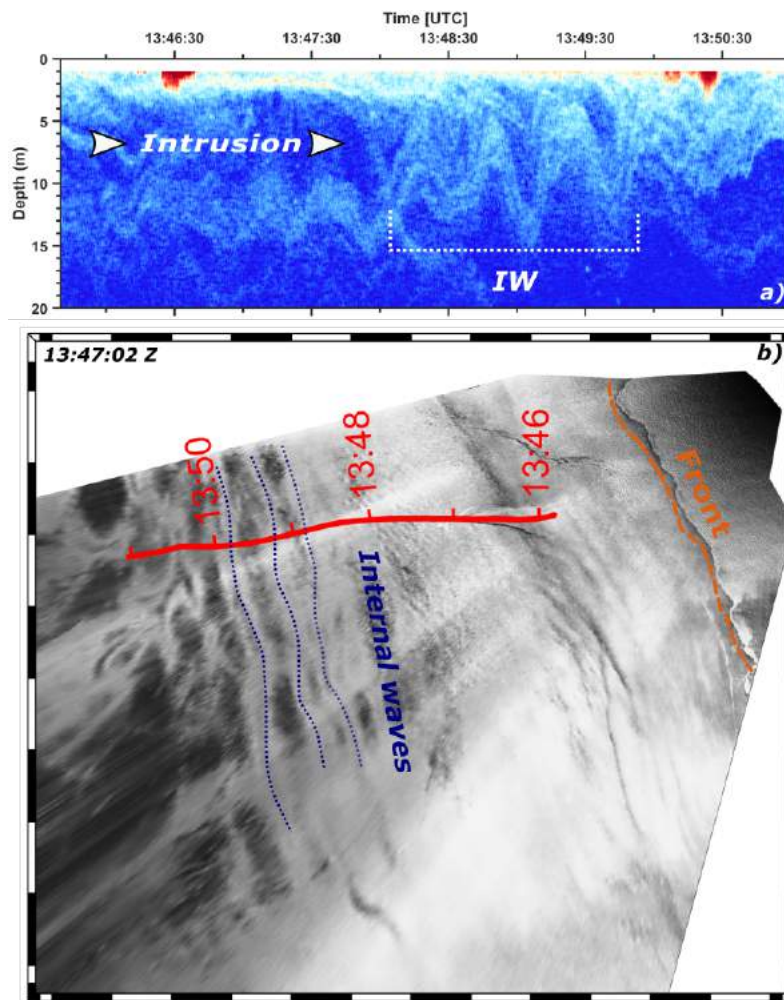 Time [UTC]
13:46:30 13:47:30 13:48:30 13:49:30 13:50:30
0
5
10
15
20
Depth (m)
Intrusion
IW
a)
13:47:02 Z
b)
13:50
13:48
13:46
Front
Internal waves